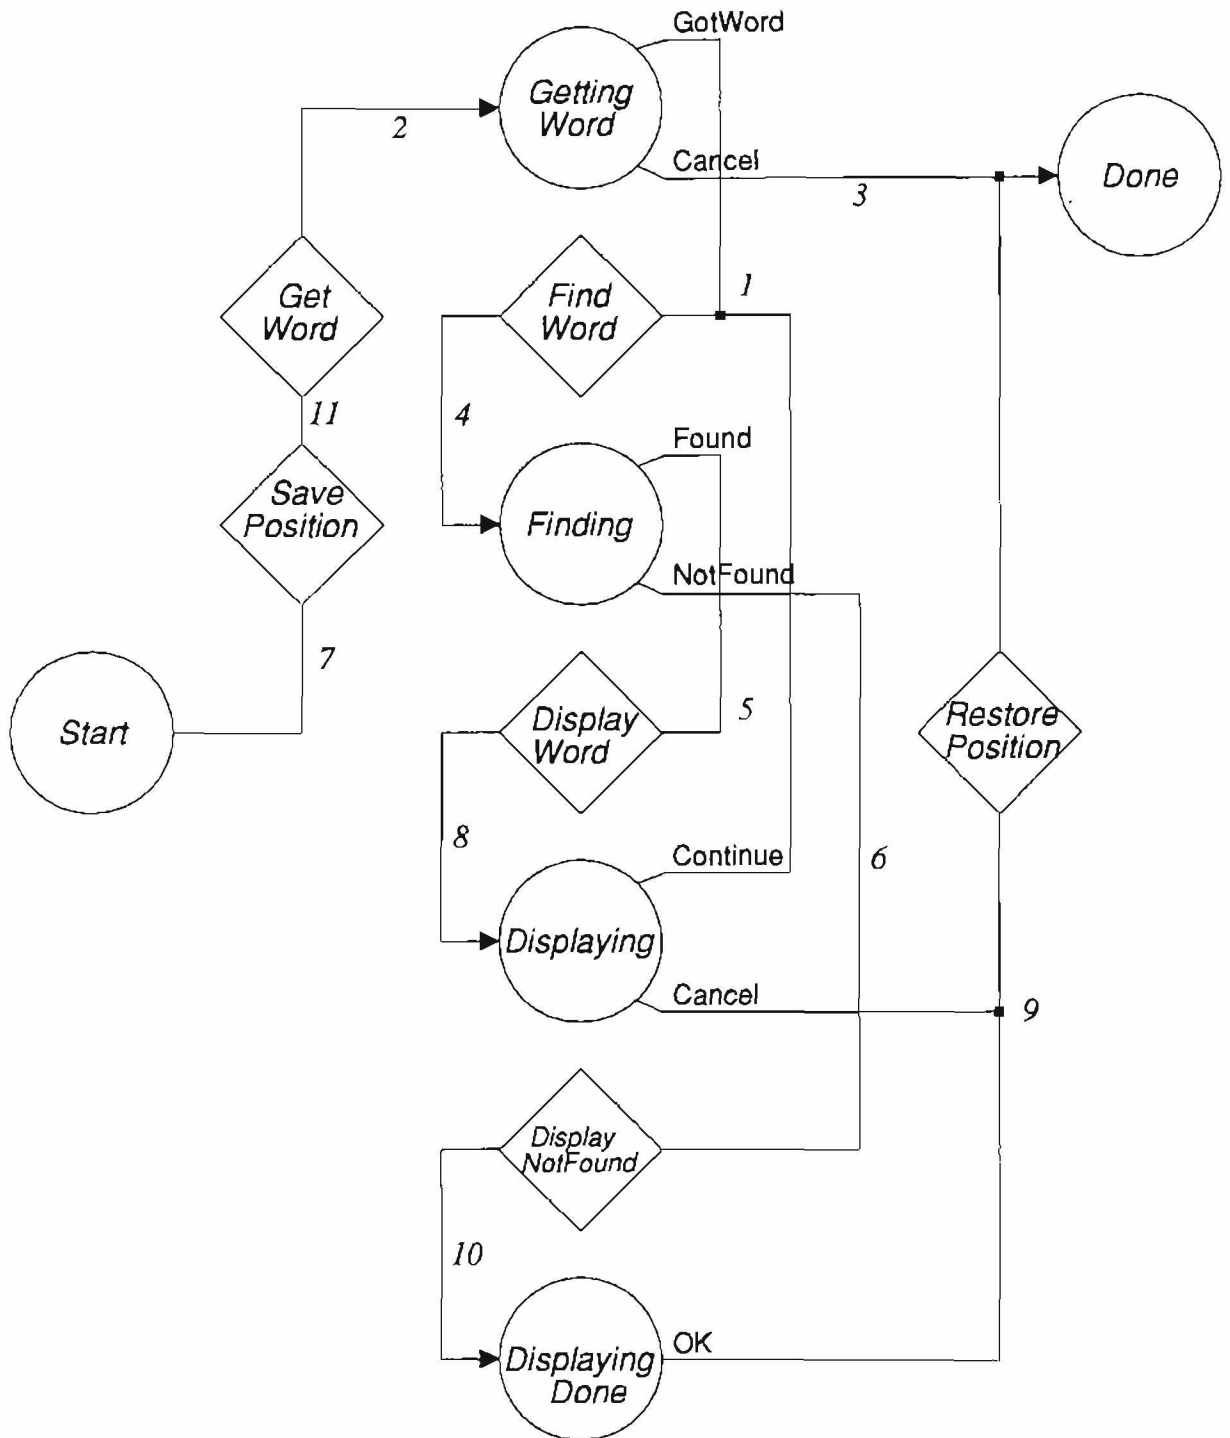 GotWord
Getting
Word
2
Cancel
3
Done
Get
Word
Find
Word
1
11
4
Found
Save
Position
Finding
NotFound
7
Start
Display
Word
5
Restore
Position
8
Continue
6
Displaying
Cancel
9
Display
NotFound
10
OK
Displaying
Done